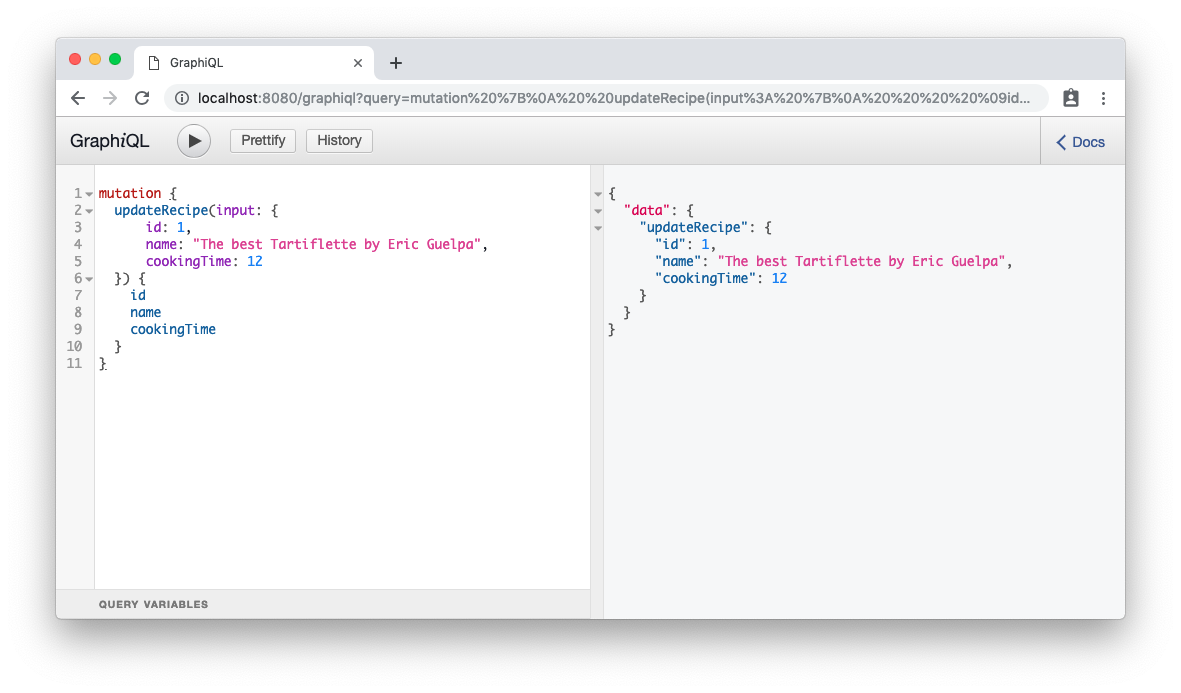 GraphiQL
localhost:8080/graphiql?query=mutation%20%7B%0A%20%20updateRecipe(input%3A%20%7B%0A%20%20%20%20%09id...
GraphiQL
Prettify
History
Docs
1 mutation {
2   updateRecipe(input: {
3       id: 1,
4       name: "The best Tartiflette by Eric Guelpa",
5       cookingTime: 12
6   }) {
7     id
8     name
9     cookingTime
10   }
11 }
QUERY VARIABLES
{
  "data": {
    "updateRecipe": {
      "id": 1,
      "name": "The best Tartiflette by Eric Guelpa",
      "cookingTime": 12
    }
  }
}